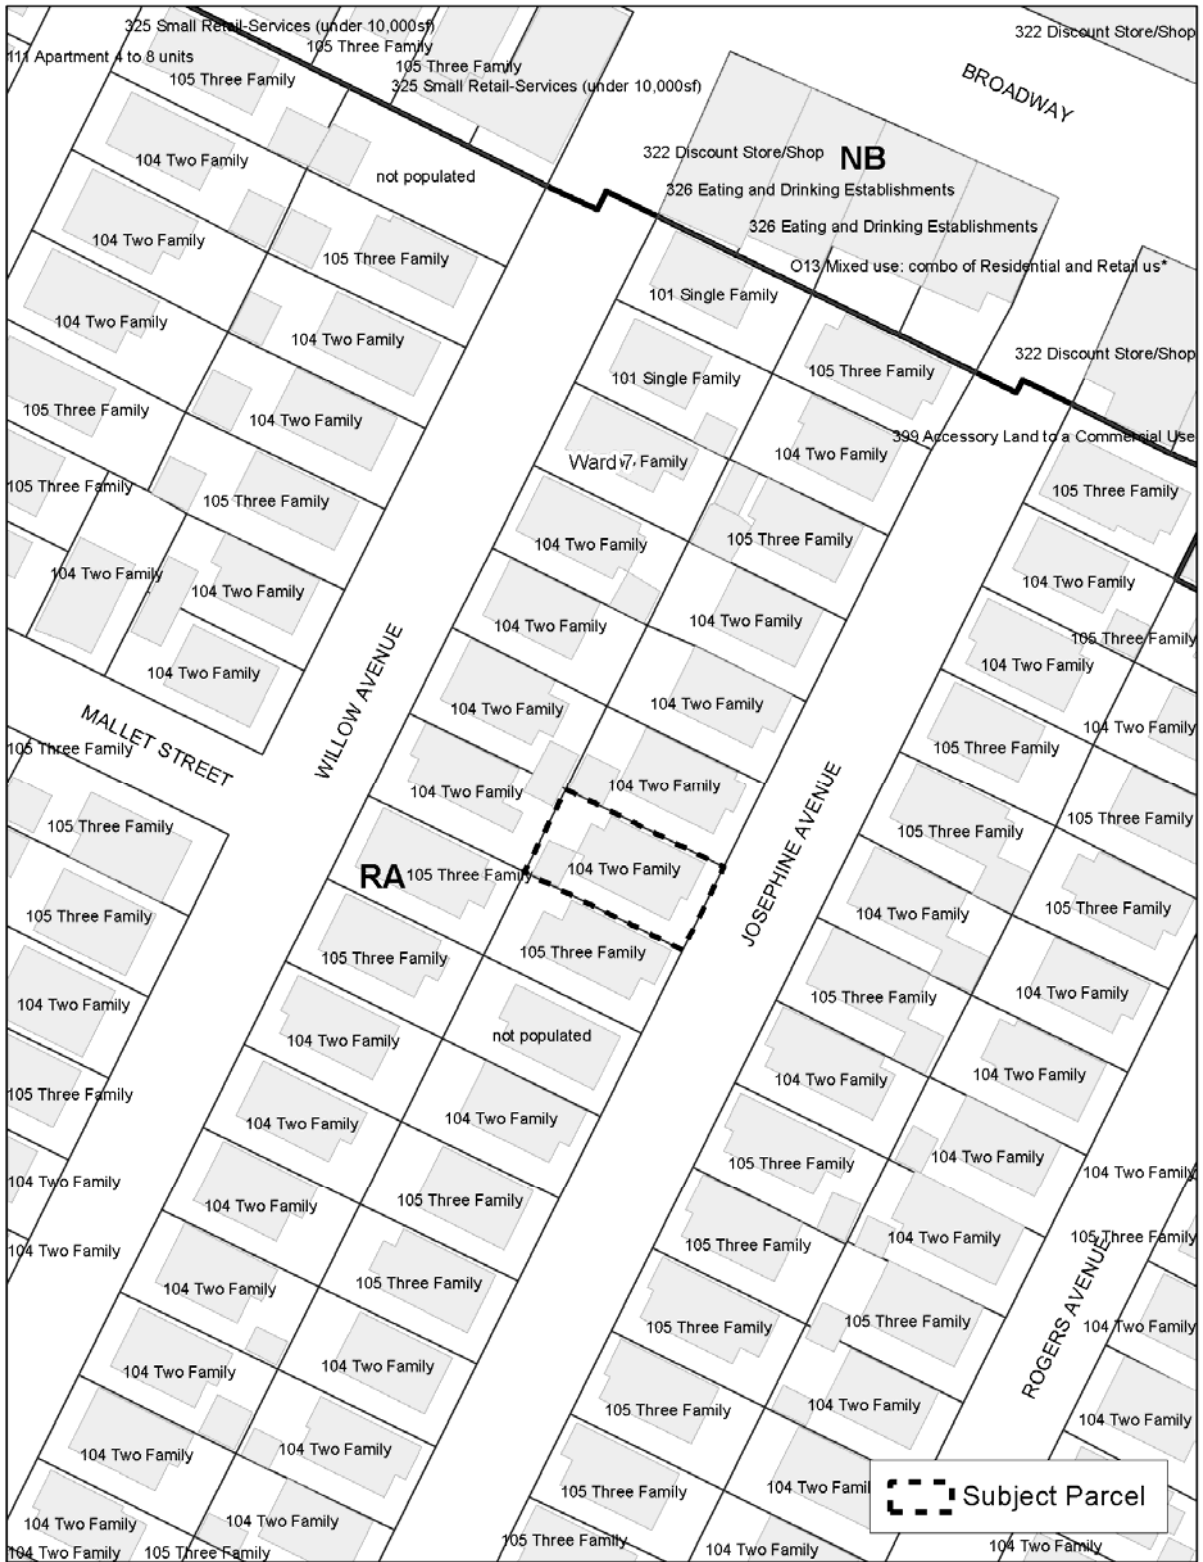 325 Small Retail-Services (under 10,000sf)
322 Discount Store/Shop
105 Three Family
111 Apartment 4 to 8 units
105 Three Family
105 Three Family
325 Small Retail-Services (under 10,000sf)
BROADWAY
322 Discount Store/Shop
NB
104 Two Family
not populated
326 Eating and Drinking Establishments
326 Eating and Drinking Establishments
104 Two Family
105 Three Family
O13 Mixed use: combo of Residential and Retail us*
101 Single Family
104 Two Family
104 Two Family
322 Discount Store/Shop
105 Three Family
101 Single Family
105 Three Family
104 Two Family
399 Accessory Land to a Commercial Use
104 Two Family
Ward 7
Family
105 Three Family
105 Three Family
105 Three Family
105 Three Family
104 Two Family
104 Two Family
104 Two Family
104 Two Family
104 Two Family
104 Two Family
104 Two Family
105 Three Family
104 Two Family
104 Two Family
WILLOW AVENUE
104 Two Family
104 Two Family
MALLET STREET
104 Two Family
105 Three Family
105 Three Family
104 Two Family
104 Two Family
105 Three Family
105 Three Family
105 Three Family
JOSEPHINE AVENUE
104 Two Family
RA
105 Three Family
105 Three Family
105 Three Family
104 Two Family
105 Three Family
105 Three Family
104 Two Family
105 Three Family
104 Two Family
not populated
104 Two Family
104 Two Family
104 Two Family
105 Three Family
104 Two Family
104 Two Family
104 Two Family
105 Three Family
104 Two Family
104 Two Family
105 Three Family
104 Two Family
105 Three Family
104 Two Family
105 Three Family
104 Two Family
105 Three Family
104 Two Family
105 Three Family
105 Three Family
104 Two Family
ROGERS AVENUE
104 Two Family
104 Two Family
105 Three Family
104 Two Family
104 Two Family
104 Two Family
104 Two Family
105 Three Family
104 Two Fami
Subject Parcel
104 Two Family
104 Two Family
105 Three Family
104 Two Family
104 Two Family
105 Three Family
104 Two Family